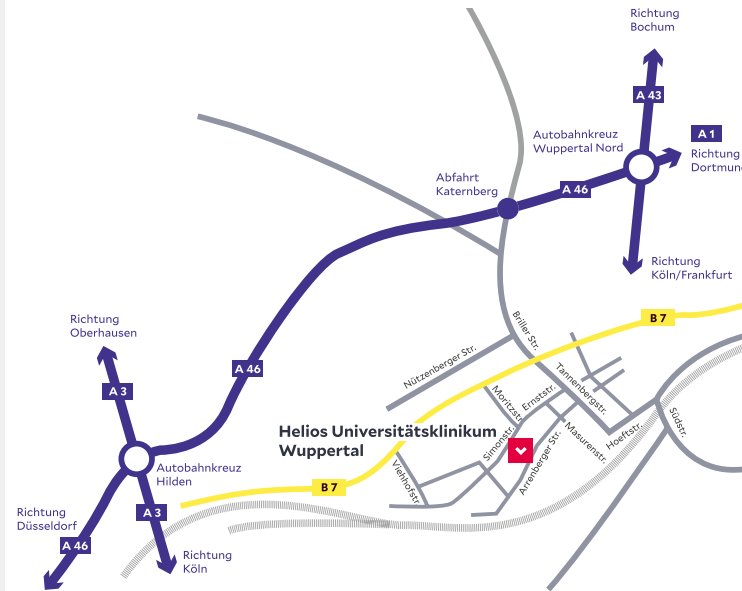 Richtung
Bochum
A 43
A 1
Autobahnkreuz
Wuppertal Nord
Richtung
Dortmund
Abfahrt
Katernberg
A 46
Richtung
Köln/Frankfurt
B 7
Richtung
Oberhausen
Briller Str.
Nützenberger Str.
A 46
Tannenbergstr.
A 3
Moritzstr.
Ernststr.
Südstr.
Helios Universitätsklinikum
Wuppertal
Simonstr.
Masurenstr.
Hoeftstr.
Arrenberger Str.
Viehhofstr.
Autobahnkreuz
Hilden
B 7
A 3
Richtung
Düsseldorf
A 46
Richtung
Köln